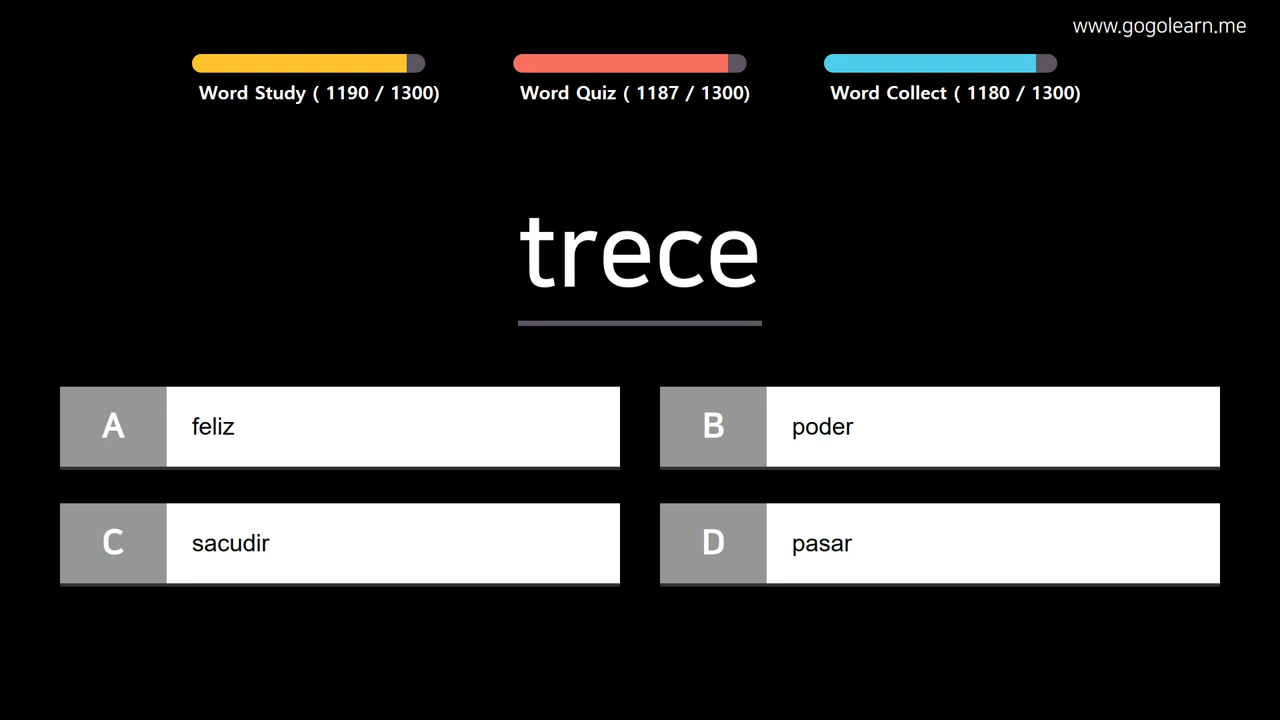 www.gogolearn.me
Word Study ( 1190 / 1300)
Word Quiz ( 1187 / 1300)
Word Collect ( 1180 / 1300)
trece
A feliz
B poder
C sacudir
D pasar